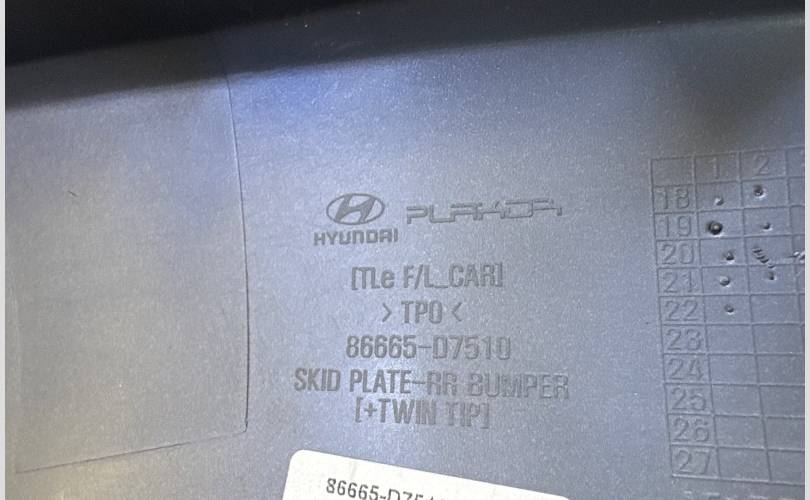 HYUNDAI PLAKOR
[TLe F/L_CAR]
>TPO<
86665-D7510
SKID PLATE-RR BUMPER
[+TWIN TIP]
1 2
18
19
20
21
22
23
24
25
26
27